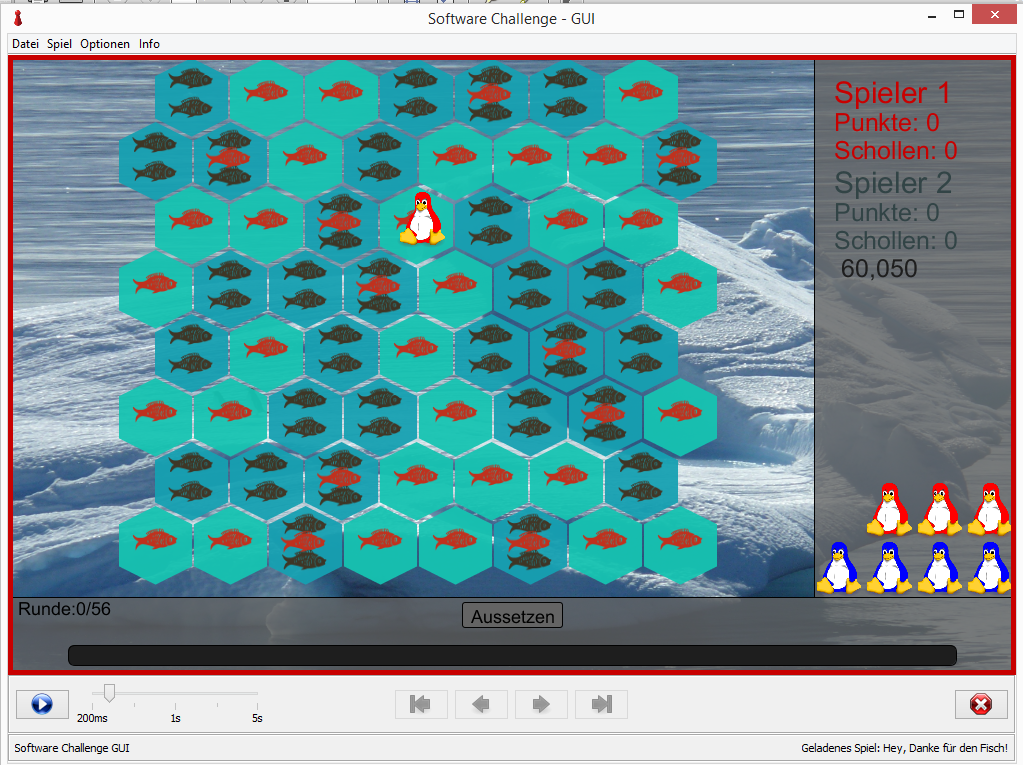 Software Challenge - GUI
Datei Spiel Optionen Info
Spieler 1
Punkte: 0
Schollen: 0
Spieler 2
Punkte: 0
Schollen: 0
60,050
Runde:0/56
Aussetzen
200ms 1s 5s
Software Challenge GUI
Geladenes Spiel: Hey, Danke für den Fisch!